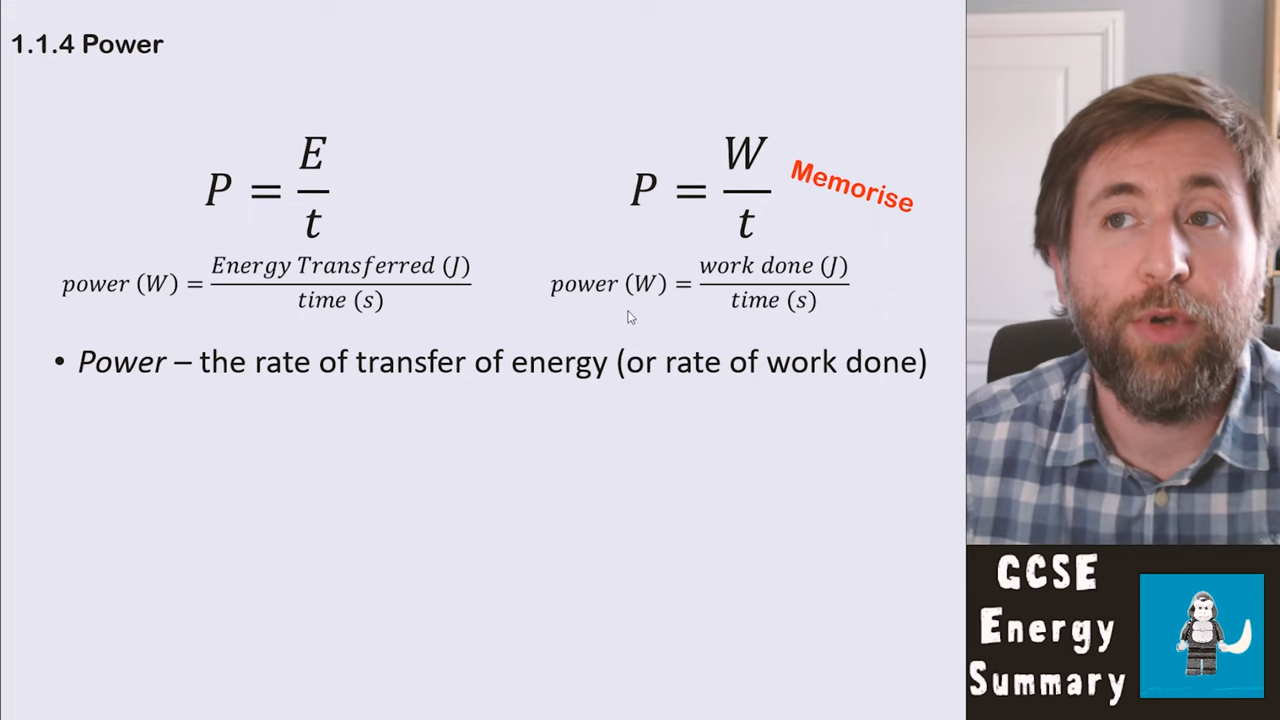 1.1.4 Power
P = E/t
P = W/t
Memorise
power (W) = Energy Transferred (J)/time (s)
power (W) = work done (J)/time (s)
• Power – the rate of transfer of energy (or rate of work done)
GCSE
Energy
Summary